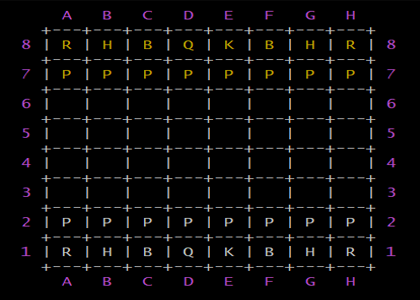 A B C D E F G H
+---+---+---+---+---+---+---+---+
8 | R | H | B | Q | K | B | H | R | 8
+---+---+---+---+---+---+---+---+
7 | P | P | P | P | P | P | P | P | 7
+---+---+---+---+---+---+---+---+
6 | | | | | | | | | 6
+---+---+---+---+---+---+---+---+
5 | | | | | | | | | 5
+---+---+---+---+---+---+---+---+
4 | | | | | | | | | 4
+---+---+---+---+---+---+---+---+
3 | | | | | | | | | 3
+---+---+---+---+---+---+---+---+
2 | P | P | P | P | P | P | P | P | 2
+---+---+---+---+---+---+---+---+
1 | R | H | B | Q | K | B | H | R | 1
+---+---+---+---+---+---+---+---+
A B C D E F G H